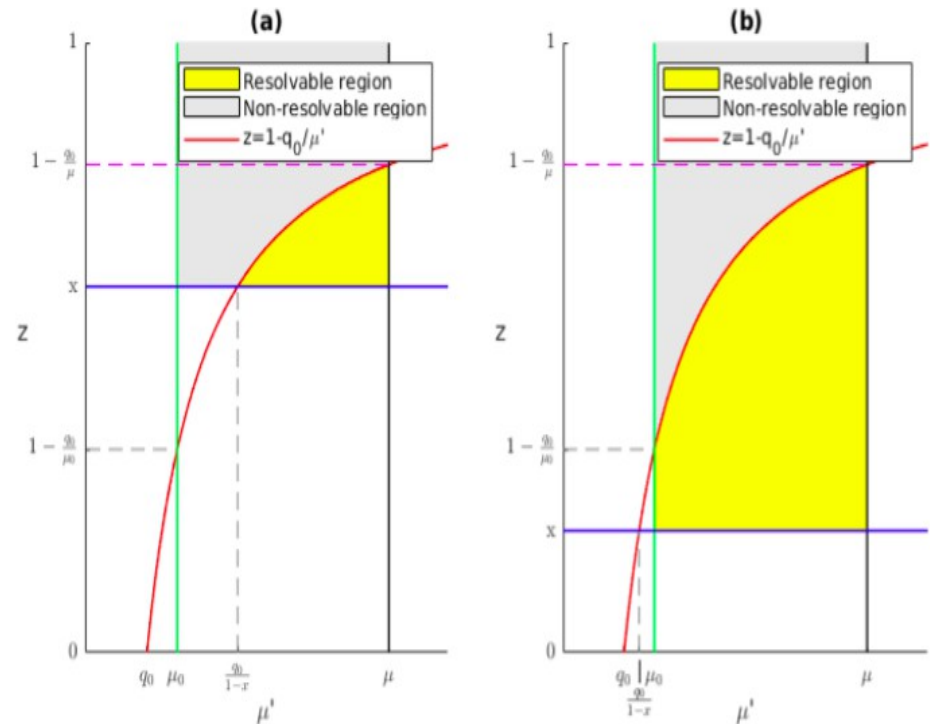 (a)
1
Resolvable region
Non-resolvable region
z=1-q₀/μ'
1 − q₀/μ
x
z
1 − q₀/μ₀
0
q₀ μ₀ q₀/(1−x) μ
μ'
(b)
1
Resolvable region
Non-resolvable region
z=1-q₀/μ'
1 − q₀/μ
z
1 − q₀/μ₀
x
0
q₀ μ₀ μ
q₀/(1−x)
μ'